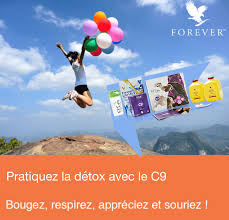 FOREVER
Pratiquez la détox avec le C9
Bougez, respirez, appréciez et souriez !